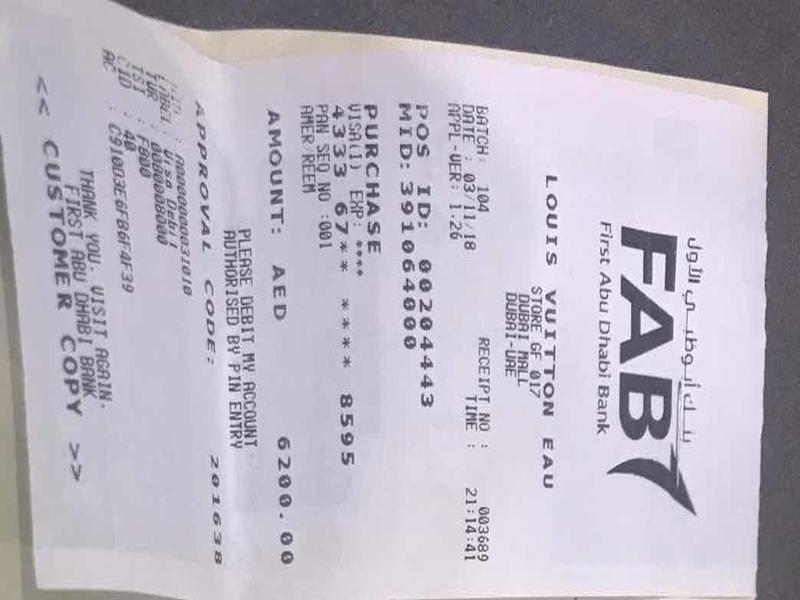 بنك أبوظبي الأول
FAB
First Abu Dhabi Bank
LOUIS VUITTON EAU
STORE GF 017
DUBAI MALL
DUBAI-UAE
BATCH: 104 RECEIPT NO : 003689
DATE : 03/11/18 TIME : 21:14:41
APPL-VER: 1.26
POS ID: 00204443
MID: 391064000
PURCHASE
VISA(1) EXP: ****
4333 67** **** 8595
PAN SEQ NO :001
AMER/REEM
AMOUNT: AED 6200.00
PLEASE DEBIT MY ACCOUNT
AUTHORISED BY PIN ENTRY
APPROVAL CODE: 201638
: A0000000031010
LABEL: Visa Debit
TVR : 0080008000
TSI : F800
CID : 40
AC : C910D3E6FB6F4F39
THANK YOU. VISIT AGAIN.
FIRST ABU DHABI BANK
<< CUSTOMER COPY >>